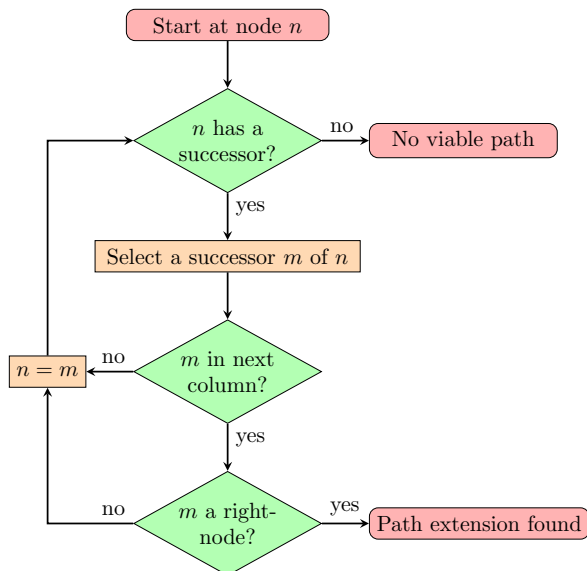 Start at node n
n has a
successor?
no
No viable path
yes
Select a successor m of n
m in next
column?
no
n = m
yes
m a right-
node?
no
yes
Path extension found